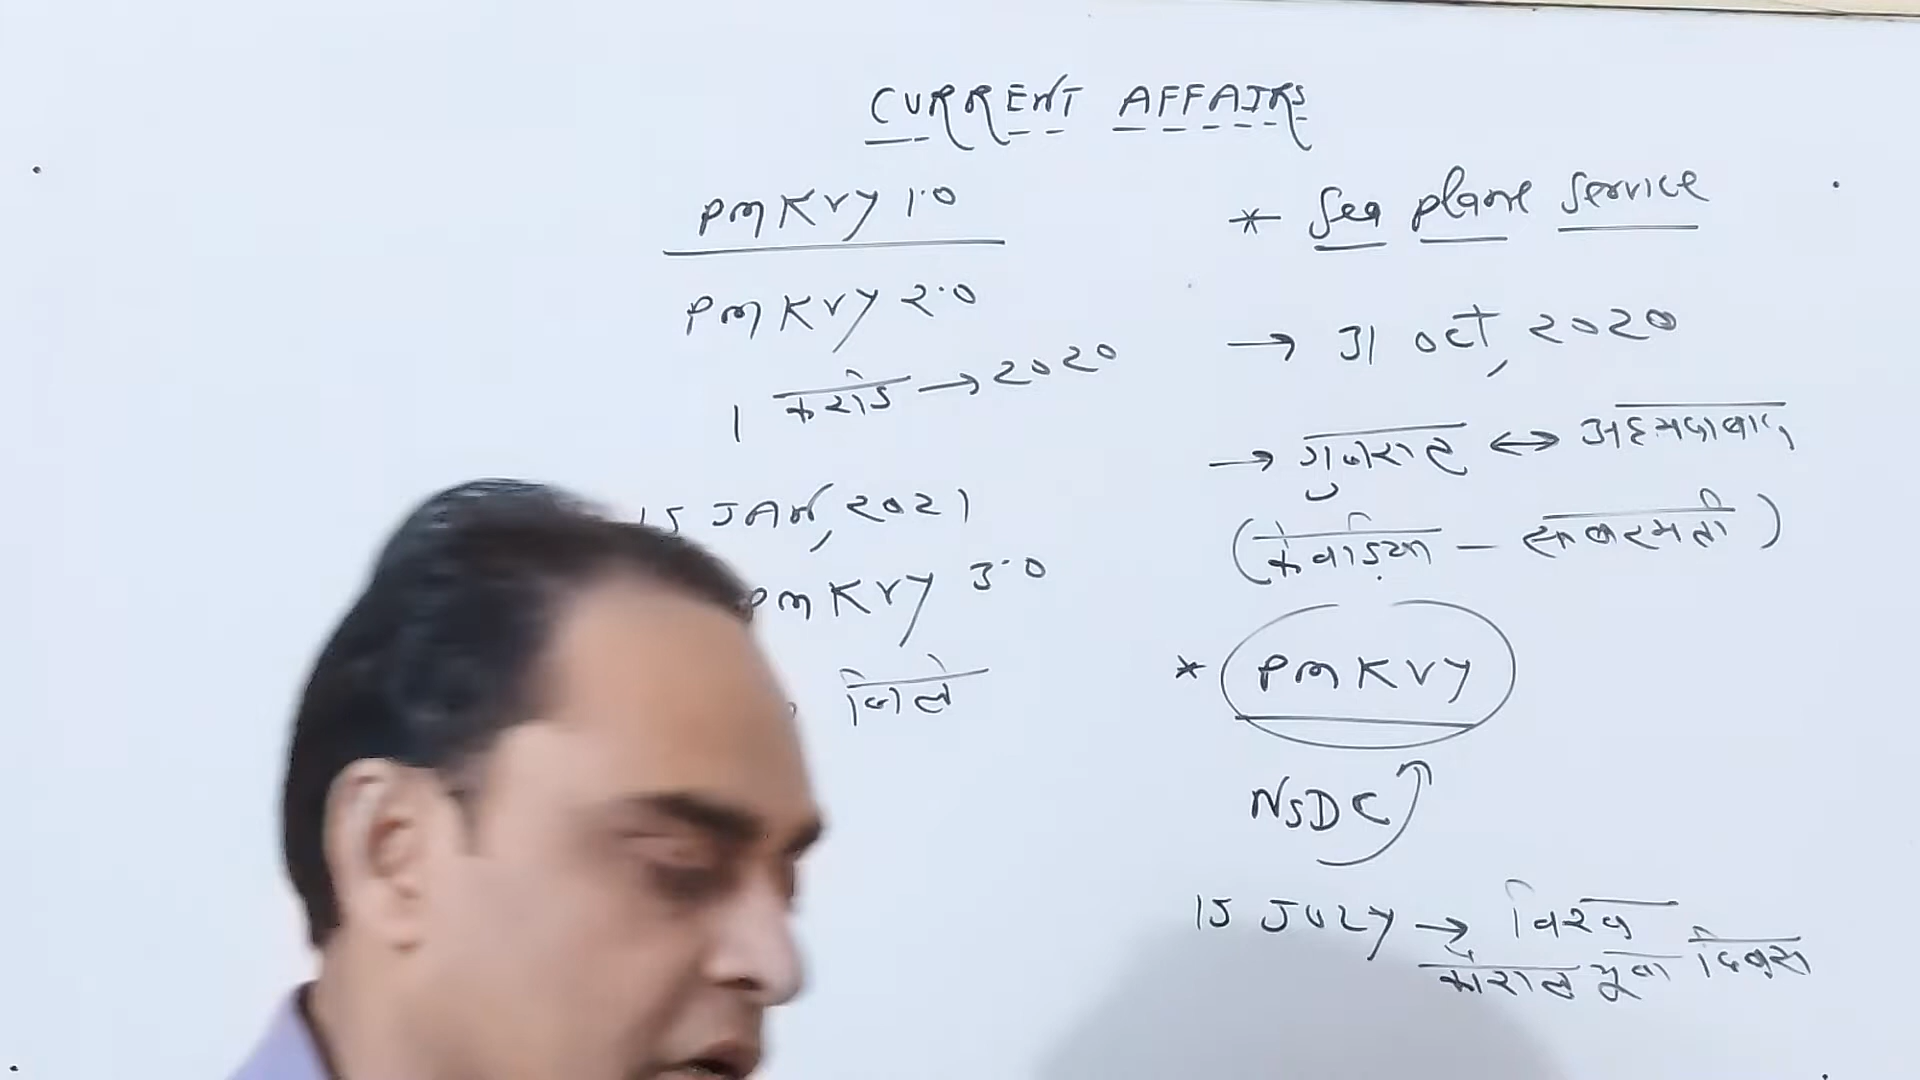 CURRENT AFFAIRS
PMKVY 1.0
PMKVY 2.0
1 करोड → 2020
15 JAN, 2021
PMKVY 3.0
जिले
* Sea plane Service
→ 31 Oct, 2020
→ गुजरात ↔ अहमदाबाद
(केवाडिया – साबरमती)
* PMKVY
NSDC
15 JULY → विश्व
कौशल युवा दिवस